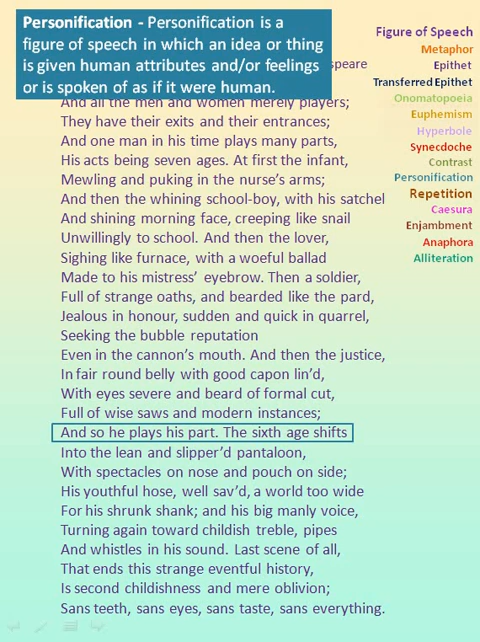 Personification - Personification is a
figure of speech in which an idea or thing
is given human attributes and/or feelings
or is spoken of as if it were human.
speare
And all the men and women merely players;
They have their exits and their entrances;
And one man in his time plays many parts,
His acts being seven ages. At first the infant,
Mewling and puking in the nurse's arms;
And then the whining school-boy, with his satchel
And shining morning face, creeping like snail
Unwillingly to school. And then the lover,
Sighing like furnace, with a woeful ballad
Made to his mistress' eyebrow. Then a soldier,
Full of strange oaths, and bearded like the pard,
Jealous in honour, sudden and quick in quarrel,
Seeking the bubble reputation
Even in the cannon's mouth. And then the justice,
In fair round belly with good capon lin'd,
With eyes severe and beard of formal cut,
Full of wise saws and modern instances;
And so he plays his part. The sixth age shifts
Into the lean and slipper'd pantaloon,
With spectacles on nose and pouch on side;
His youthful hose, well sav'd, a world too wide
For his shrunk shank; and his big manly voice,
Turning again toward childish treble, pipes
And whistles in his sound. Last scene of all,
That ends this strange eventful history,
Is second childishness and mere oblivion;
Sans teeth, sans eyes, sans taste, sans everything.
Figure of Speech
Metaphor
Epithet
Transferred Epithet
Onomatopoeia
Euphemism
Hyperbole
Synecdoche
Contrast
Personification
Repetition
Caesura
Enjambment
Anaphora
Alliteration